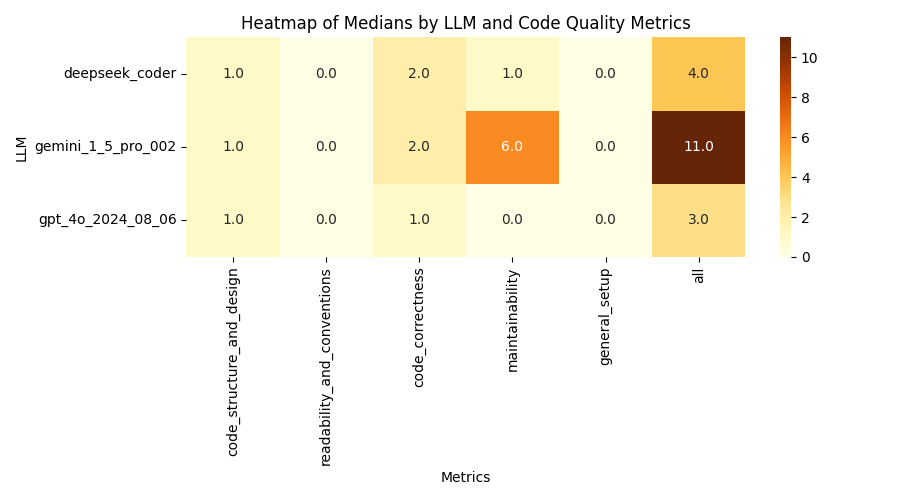 Heatmap of Medians by LLM and Code Quality Metrics
LLM
deepseek_coder 1.0 0.0 2.0 1.0 0.0 4.0
gemini_1_5_pro_002 1.0 0.0 2.0 6.0 0.0 11.0
gpt_4o_2024_08_06 1.0 0.0 1.0 0.0 0.0 3.0
code_structure_and_design
readability_and_conventions
code_correctness
maintainability
general_setup
all
Metrics
10
8
6
4
2
0